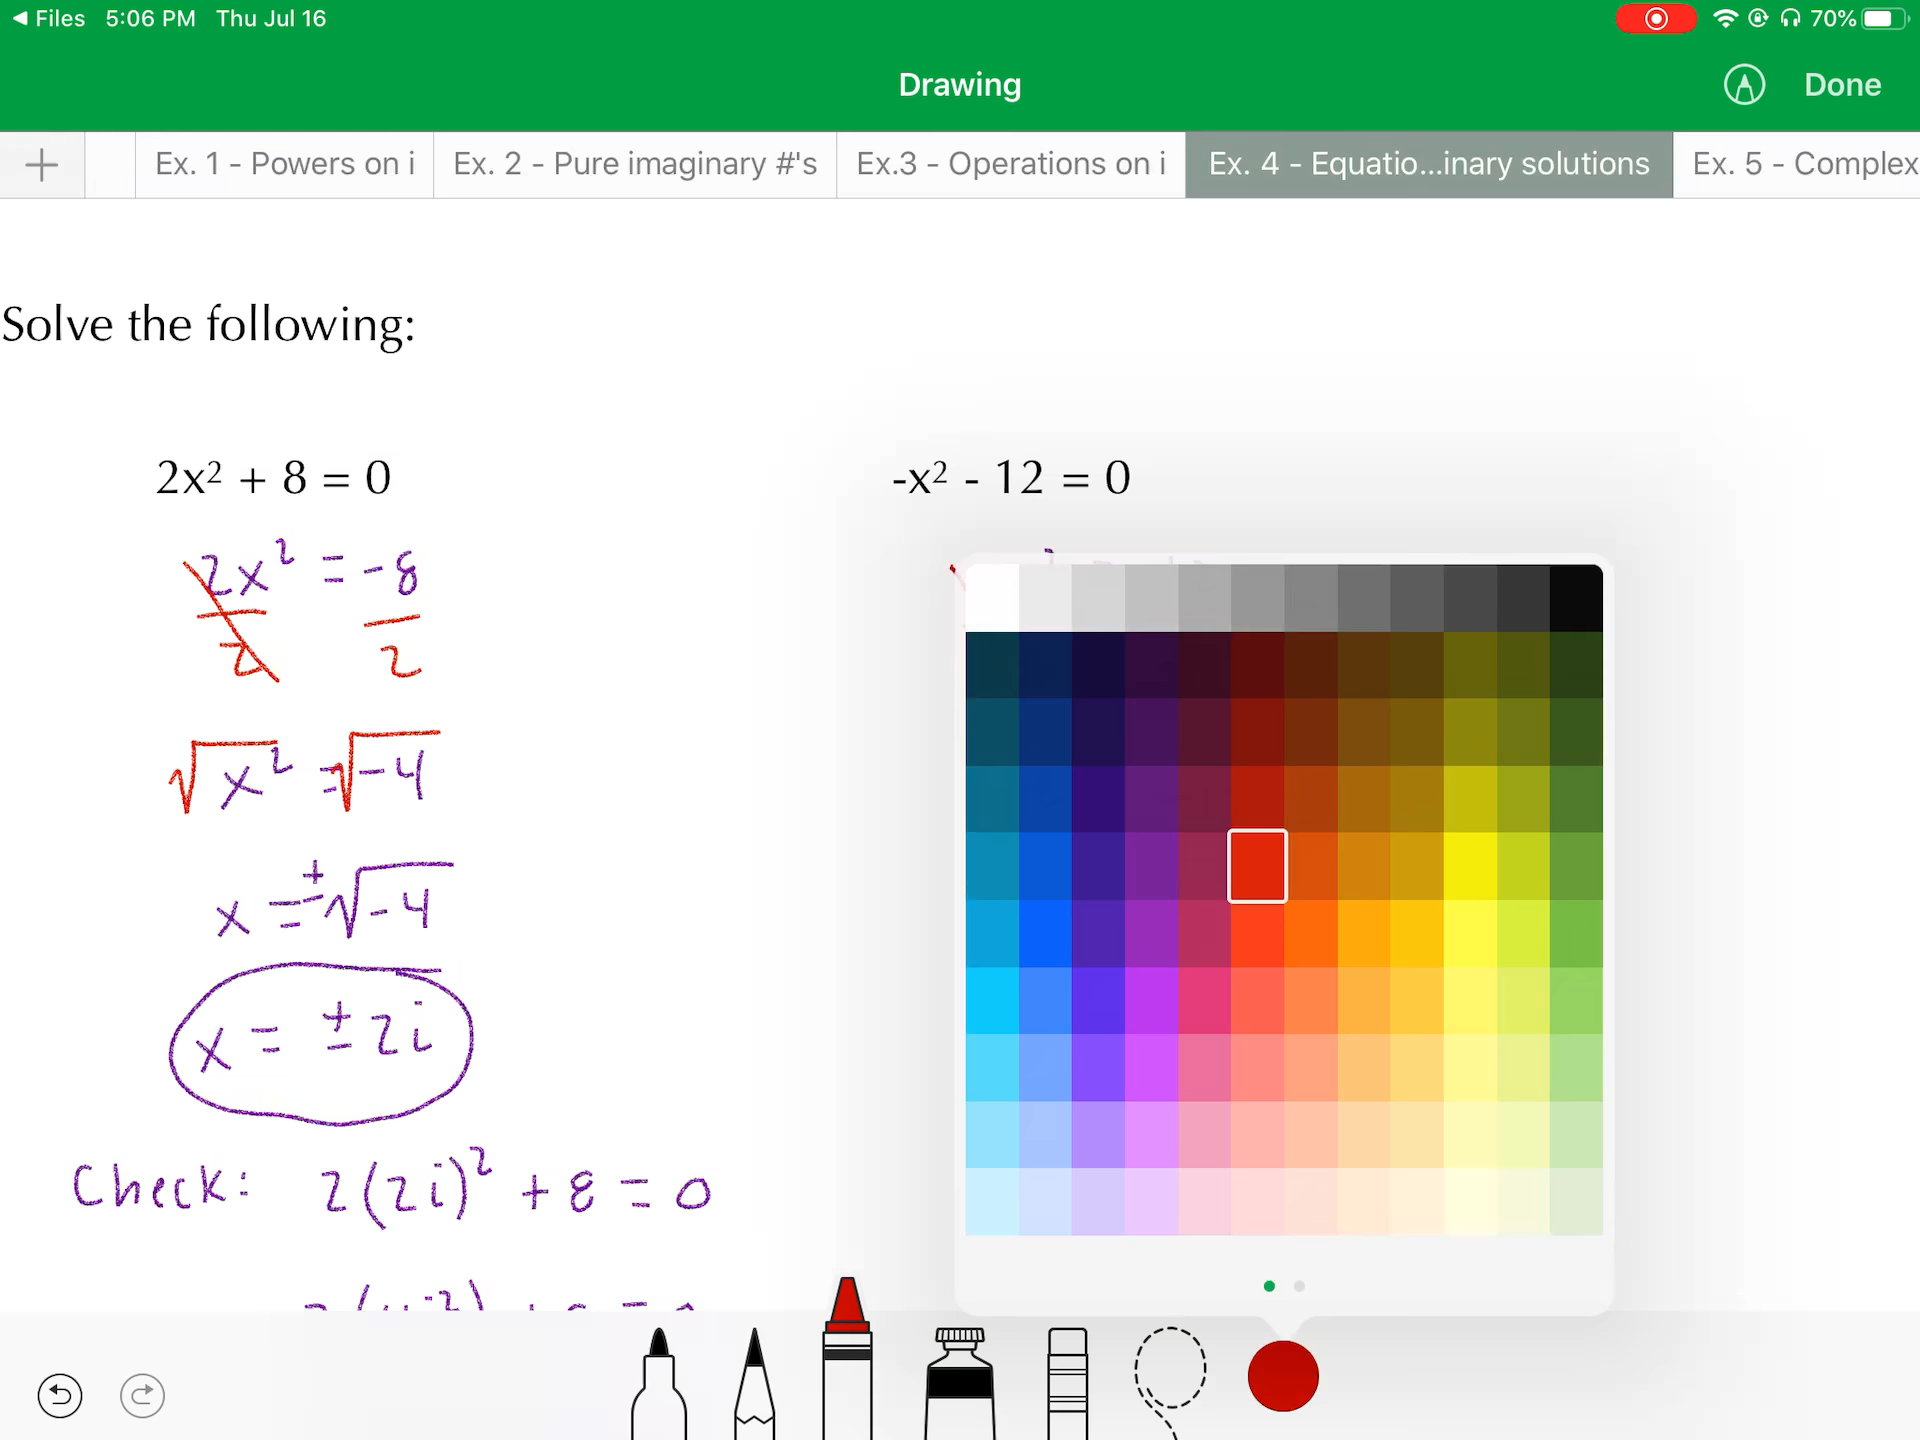 Files 5:06 PM Thu Jul 16 70%
Drawing Done
Ex. 1 - Powers on i Ex. 2 - Pure imaginary #'s Ex.3 - Operations on i Ex. 4 - Equatio...inary solutions Ex. 5 - Complex
Solve the following:
2x² + 8 = 0
-x² - 12 = 0
2x² = -8
2 2
√x² = √-4
x = ±√-4
x = ±2i
Check: 2(2i)² + 8 = 0